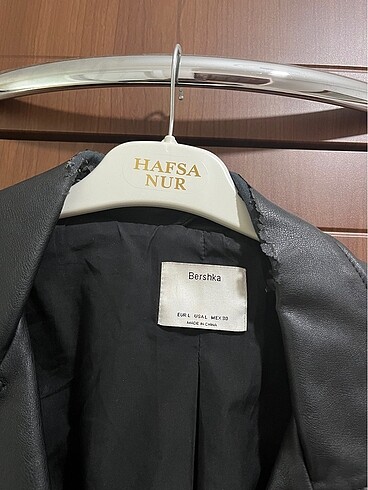 HAFSA
NUR
Bershka
EUR L USA L MEX 30
MADE IN CHINA